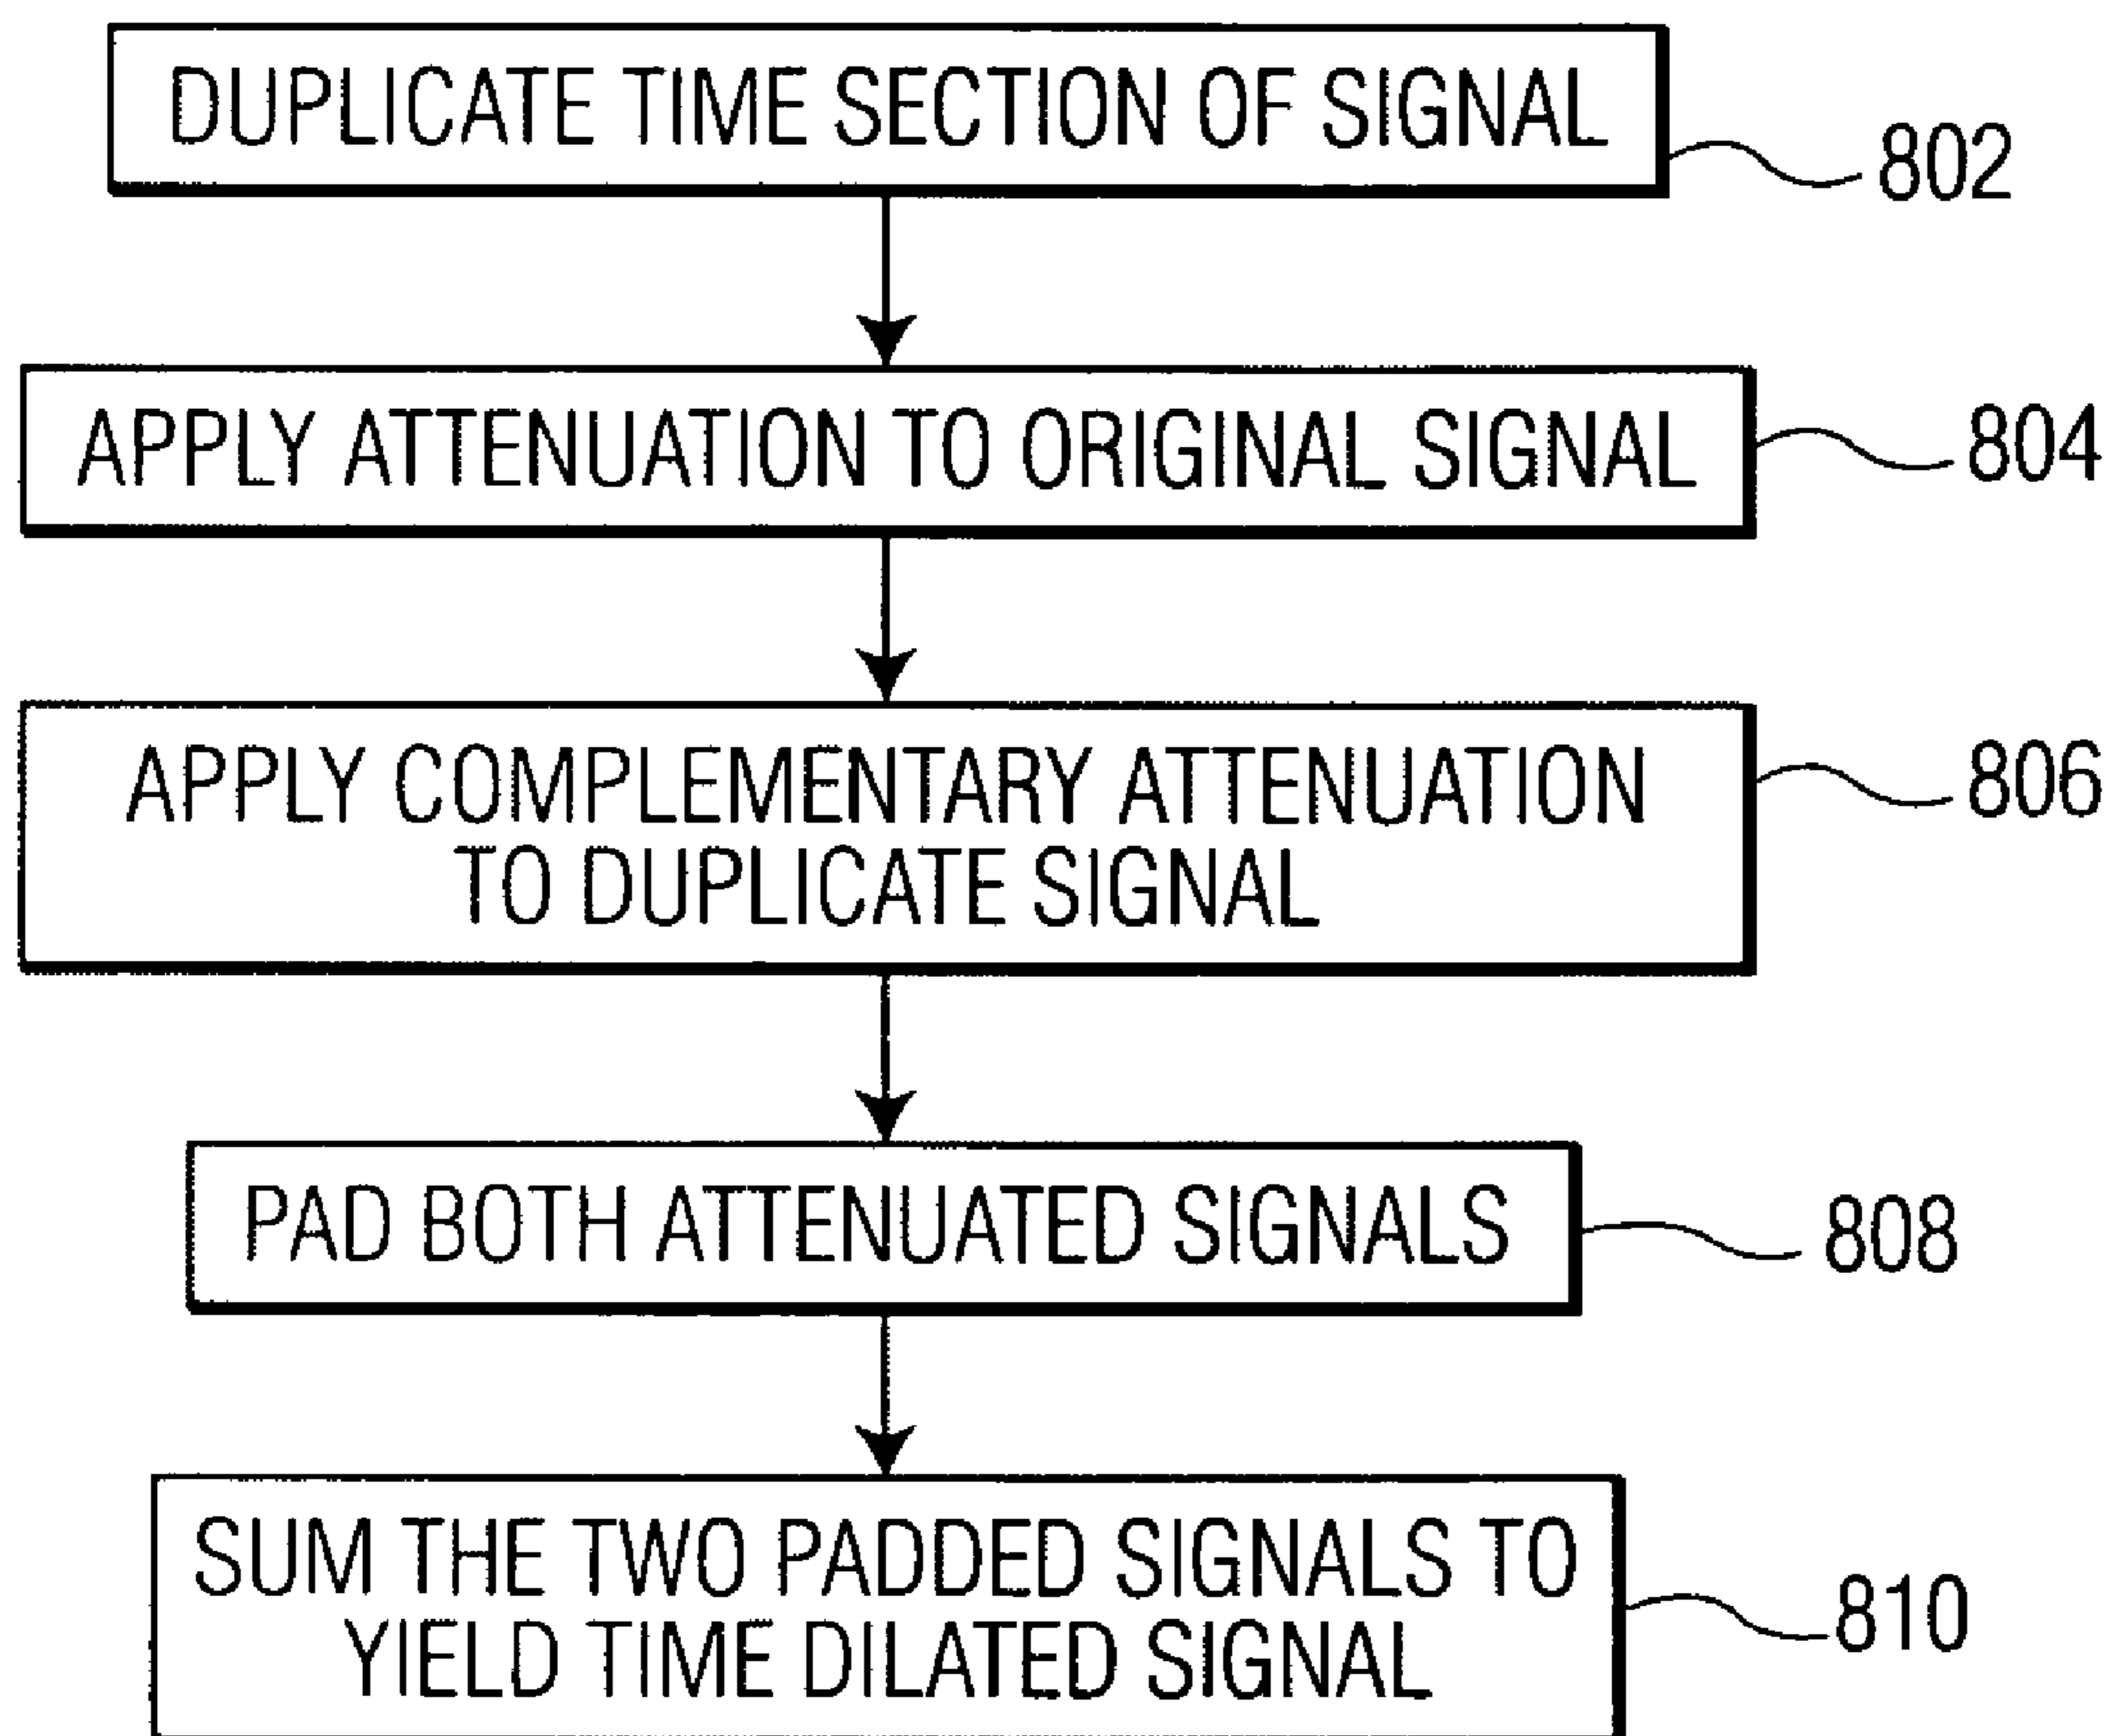 DUPLICATE TIME SECTION OF SIGNAL
802
APPLY ATTENUATION TO ORIGINAL SIGNAL
804
APPLY COMPLEMENTARY ATTENUATION
TO DUPLICATE SIGNAL
806
PAD BOTH ATTENUATED SIGNALS
808
SUM THE TWO PADDED SIGNALS TO
YIELD TIME DILATED SIGNAL
810